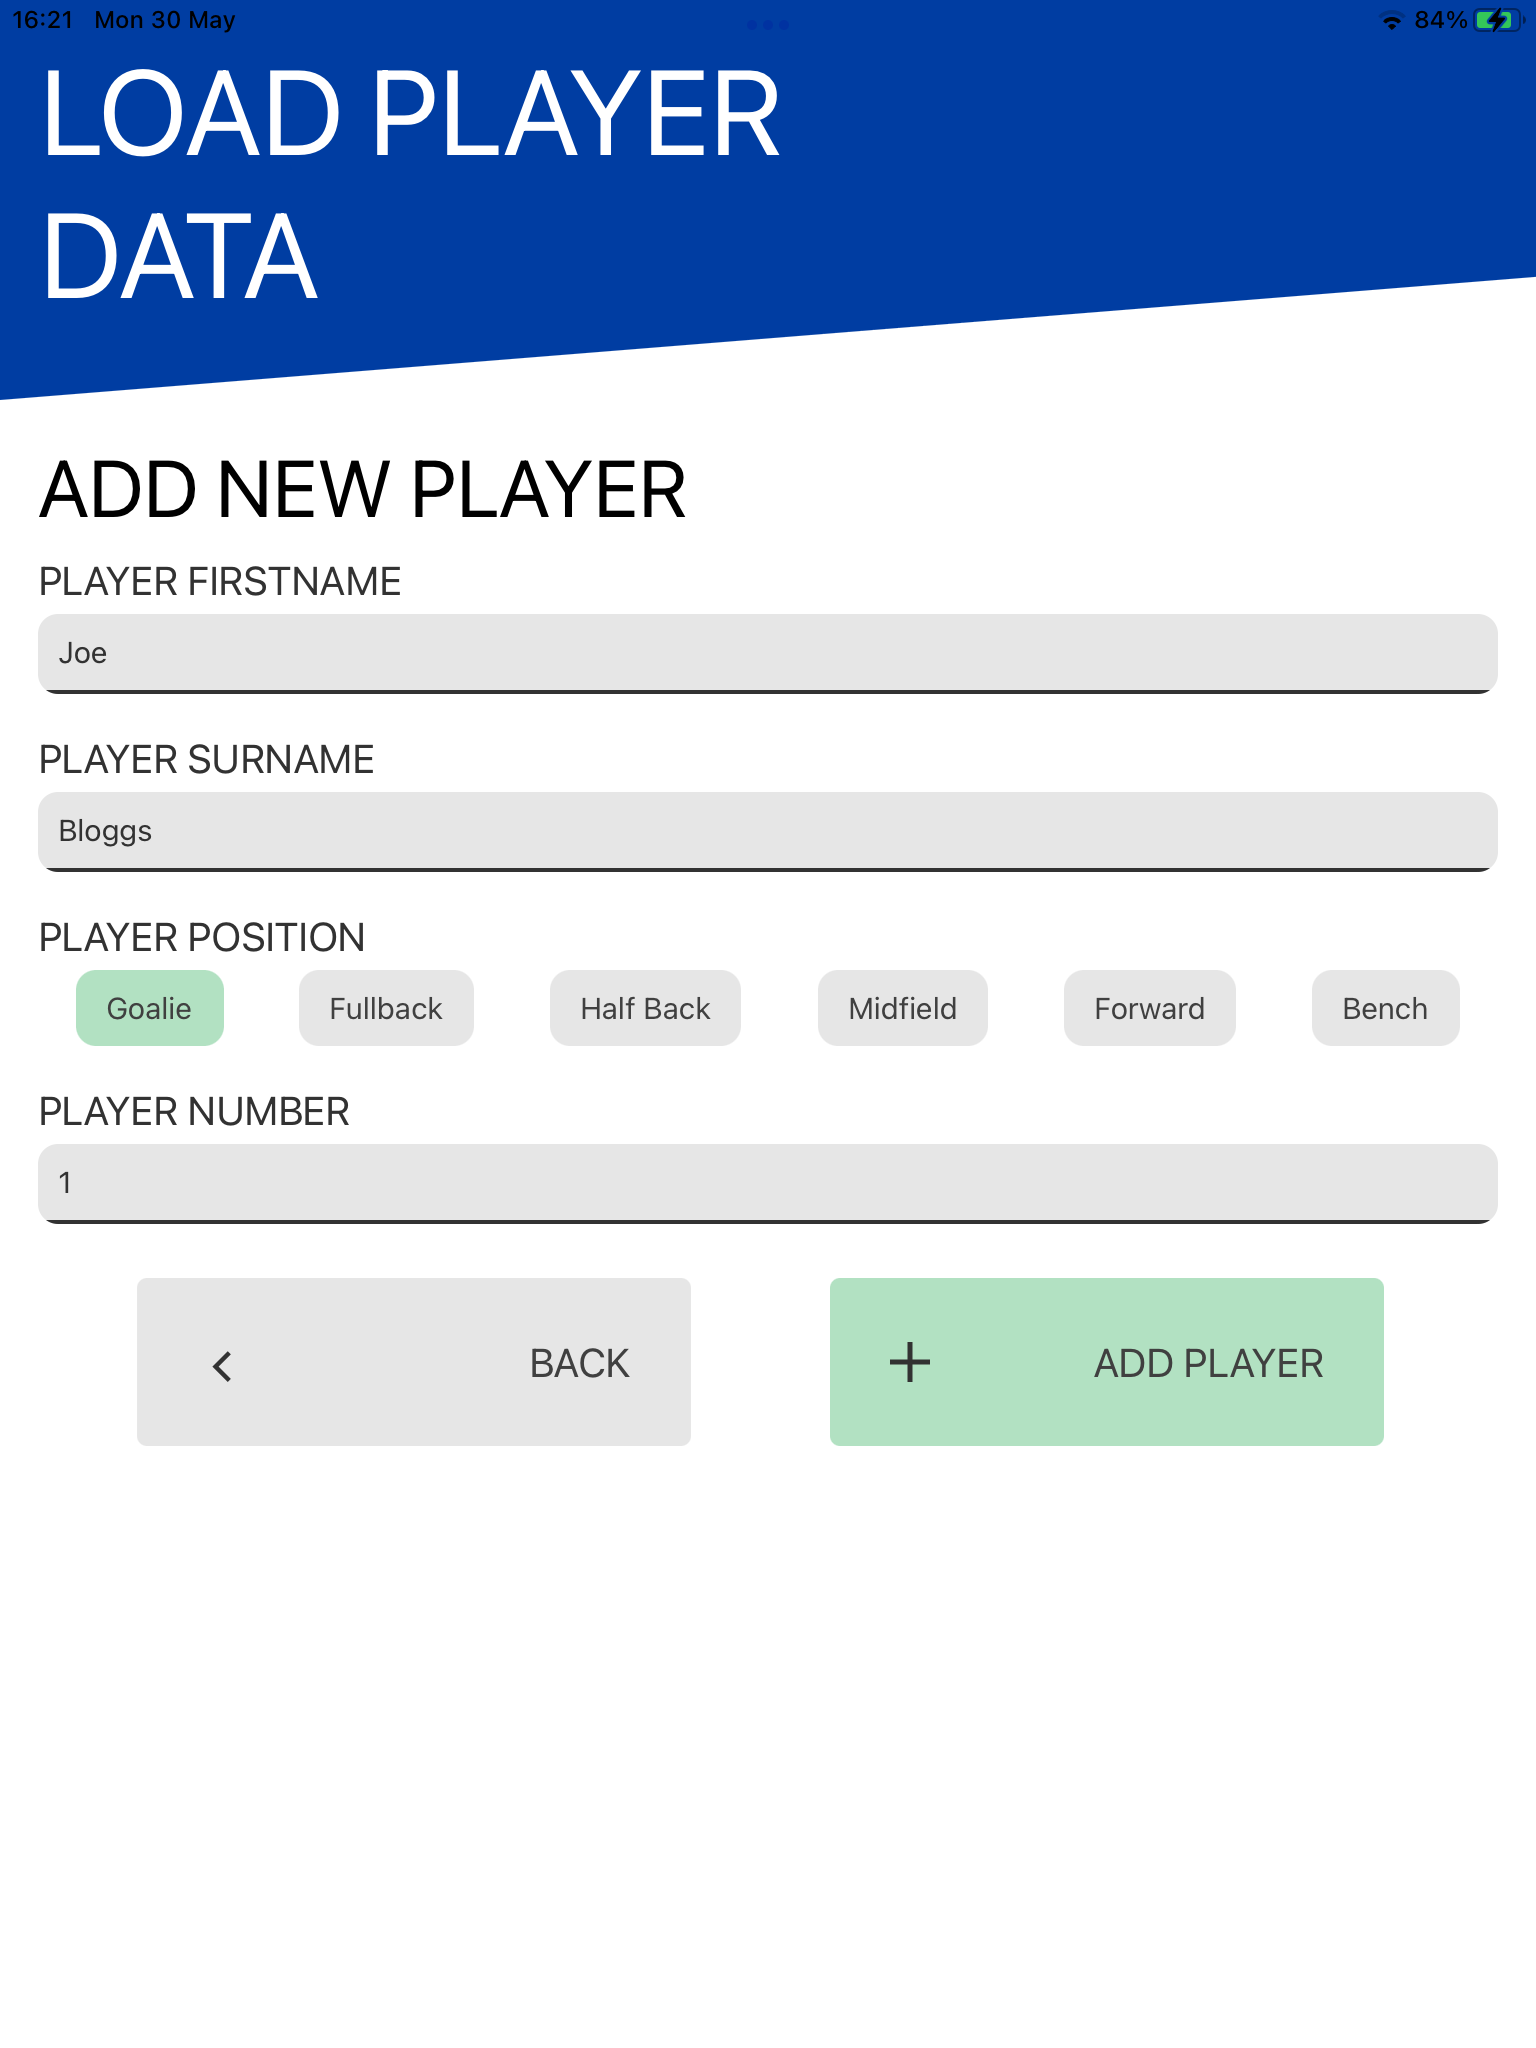 16:21 Mon 30 May 84%
LOAD PLAYER
DATA
ADD NEW PLAYER
PLAYER FIRSTNAME
Joe
PLAYER SURNAME
Bloggs
PLAYER POSITION
Goalie Fullback Half Back Midfield Forward Bench
PLAYER NUMBER
1
BACK ADD PLAYER